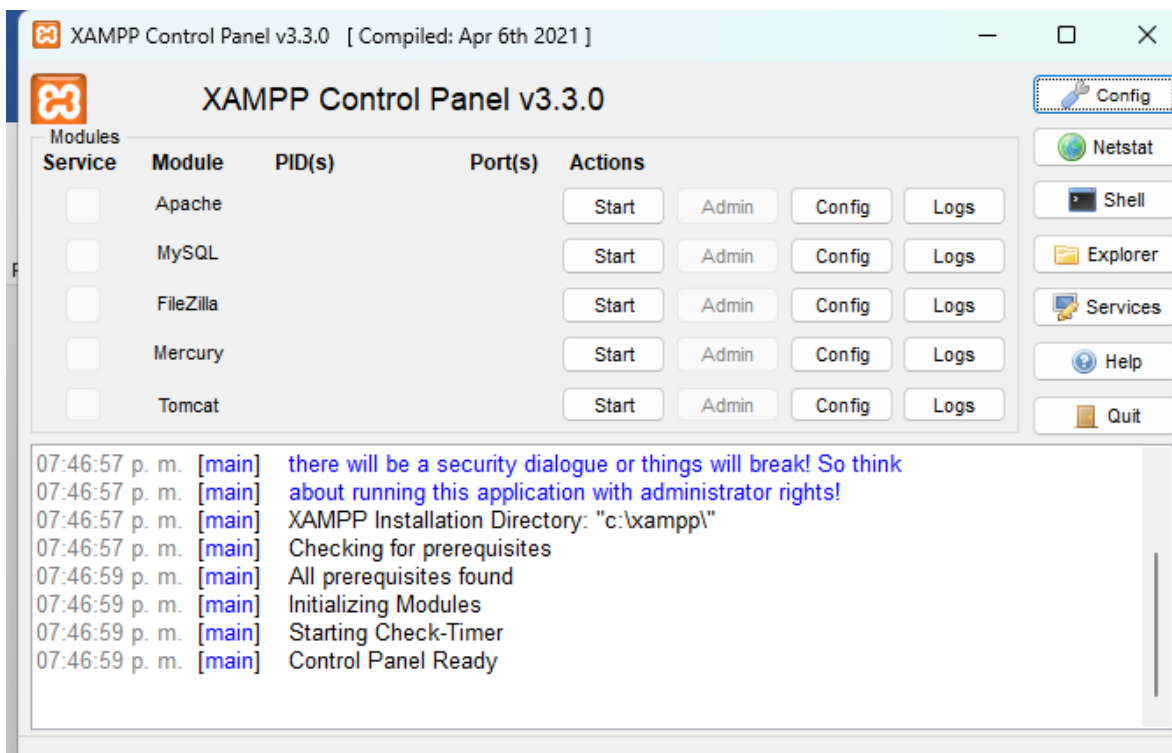 XAMPP Control Panel v3.3.0 [ Compiled: Apr 6th 2021 ]
XAMPP Control Panel v3.3.0
Config
Modules
Service Module PID(s) Port(s) Actions
Netstat
Apache Start Admin Config Logs
Shell
MySQL Start Admin Config Logs
Explorer
FileZilla Start Admin Config Logs
Services
Mercury Start Admin Config Logs
Help
Tomcat Start Admin Config Logs
Quit
07:46:57 p. m. [main] there will be a security dialogue or things will break! So think
07:46:57 p. m. [main] about running this application with administrator rights!
07:46:57 p. m. [main] XAMPP Installation Directory: "c:\xampp\"
07:46:57 p. m. [main] Checking for prerequisites
07:46:59 p. m. [main] All prerequisites found
07:46:59 p. m. [main] Initializing Modules
07:46:59 p. m. [main] Starting Check-Timer
07:46:59 p. m. [main] Control Panel Ready